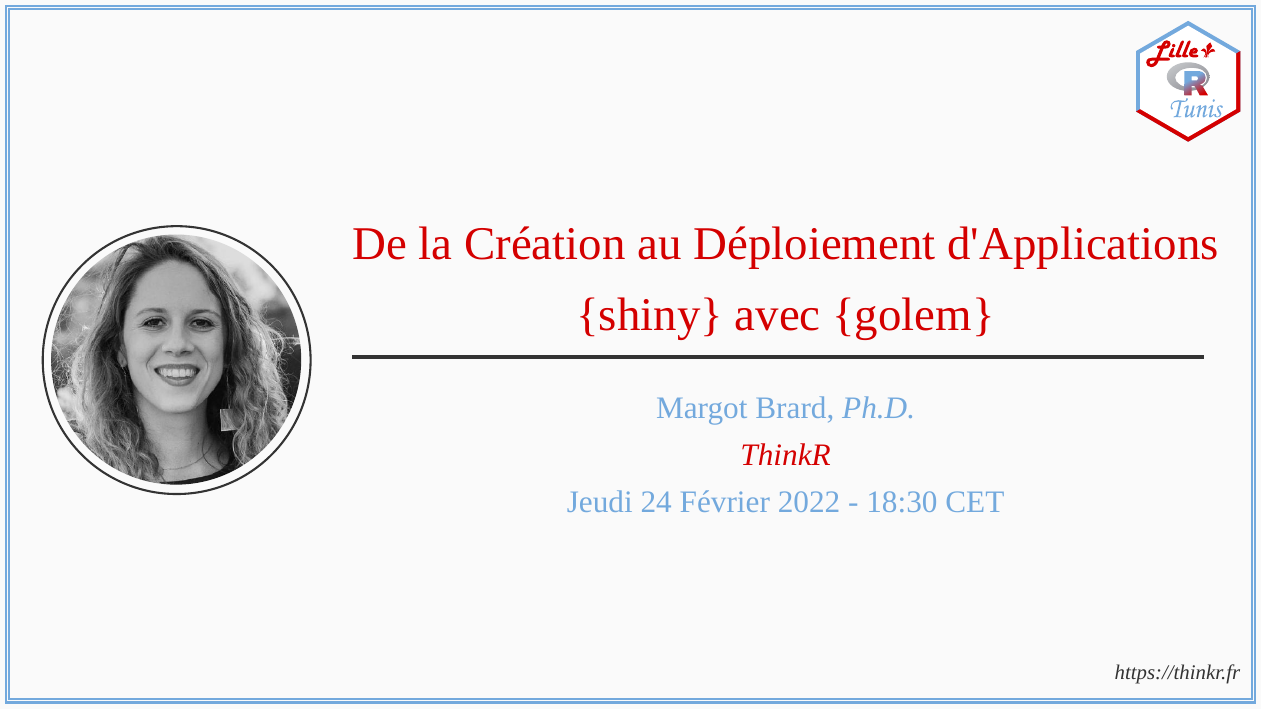 Lille
R
Tunis
De la Création au Déploiement d'Applications
{shiny} avec {golem}
Margot Brard, Ph.D.
ThinkR
Jeudi 24 Février 2022 - 18:30 CET
https://thinkr.fr